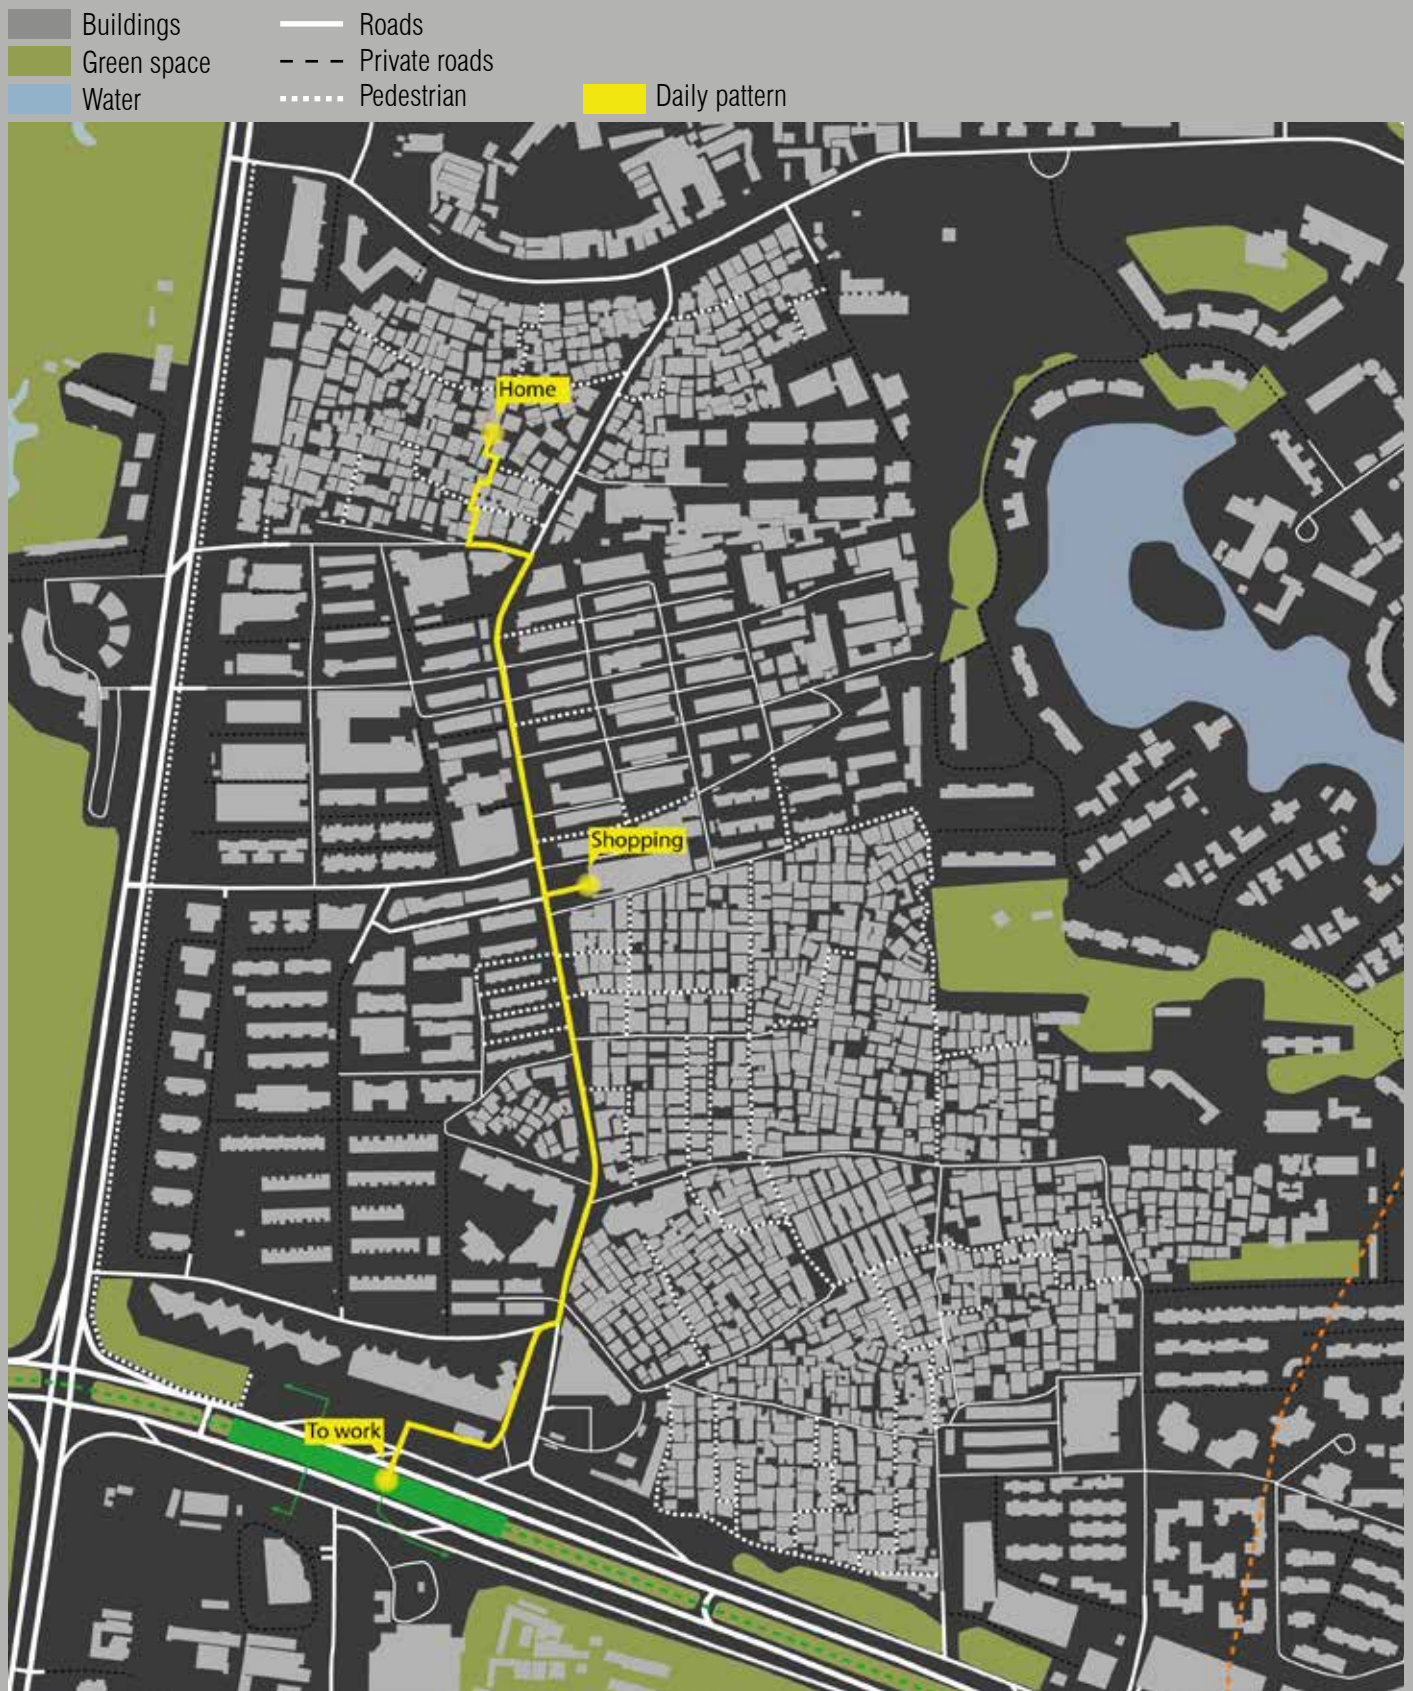 Buildings
Roads
Green space
Private roads
Water
Pedestrian
Daily pattern
Home
Shopping
To work